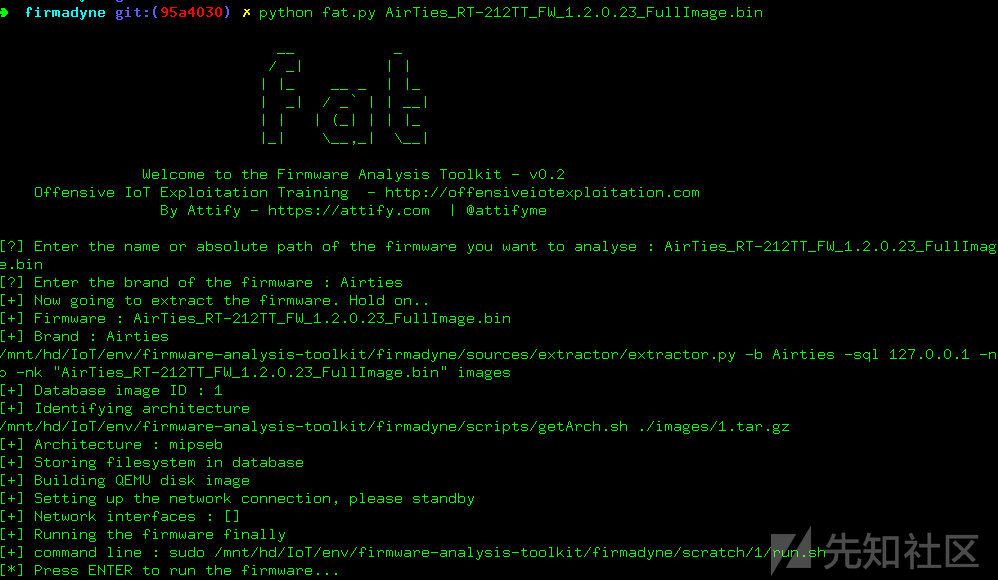 ➜  firmadyne git:(95a4030) ✗ python fat.py AirTies_RT-212TT_FW_1.2.0.23_FullImage.bin
fat
Welcome to the Firmware Analysis Toolkit - v0.2
Offensive IoT Exploitation Training  - http://offensiveiotexploitation.com
By Attify - https://attify.com  | @attifyme
[?] Enter the name or absolute path of the firmware you want to analyse : AirTies_RT-212TT_FW_1.2.0.23_FullImag
e.bin
[?] Enter the brand of the firmware : Airties
[+] Now going to extract the firmware. Hold on..
[+] Firmware : AirTies_RT-212TT_FW_1.2.0.23_FullImage.bin
[+] Brand : Airties
/mnt/hd/IoT/env/firmware-analysis-toolkit/firmadyne/sources/extractor/extractor.py -b Airties -sql 127.0.0.1 -n
p -nk "AirTies_RT-212TT_FW_1.2.0.23_FullImage.bin" images
[+] Database image ID : 1
[+] Identifying architecture
/mnt/hd/IoT/env/firmware-analysis-toolkit/firmadyne/scripts/getArch.sh ./images/1.tar.gz
[+] Architecture : mipseb
[+] Storing filesystem in database
[+] Building QEMU disk image
[+] Setting up the network connection, please standby
[+] Network interfaces : []
[+] Running the firmware finally
[+] command line : sudo /mnt/hd/IoT/env/firmware-analysis-toolkit/firmadyne/scratch/1/run.sh
[*] Press ENTER to run the firmware...
先知社区